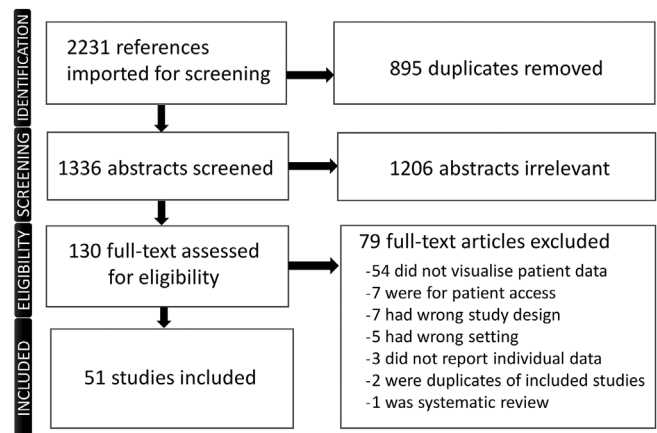 IDENTIFICATION
2231 references
imported for screening
895 duplicates removed
SCREENING
1336 abstracts screened
1206 abstracts irrelevant
ELIGIBILITY
130 full-text assessed
for eligibility
79 full-text articles excluded
-54 did not visualise patient data
-7 were for patient access
-7 had wrong study design
-5 had wrong setting
-3 did not report individual data
-2 were duplicates of included studies
-1 was systematic review
INCLUDED
51 studies included